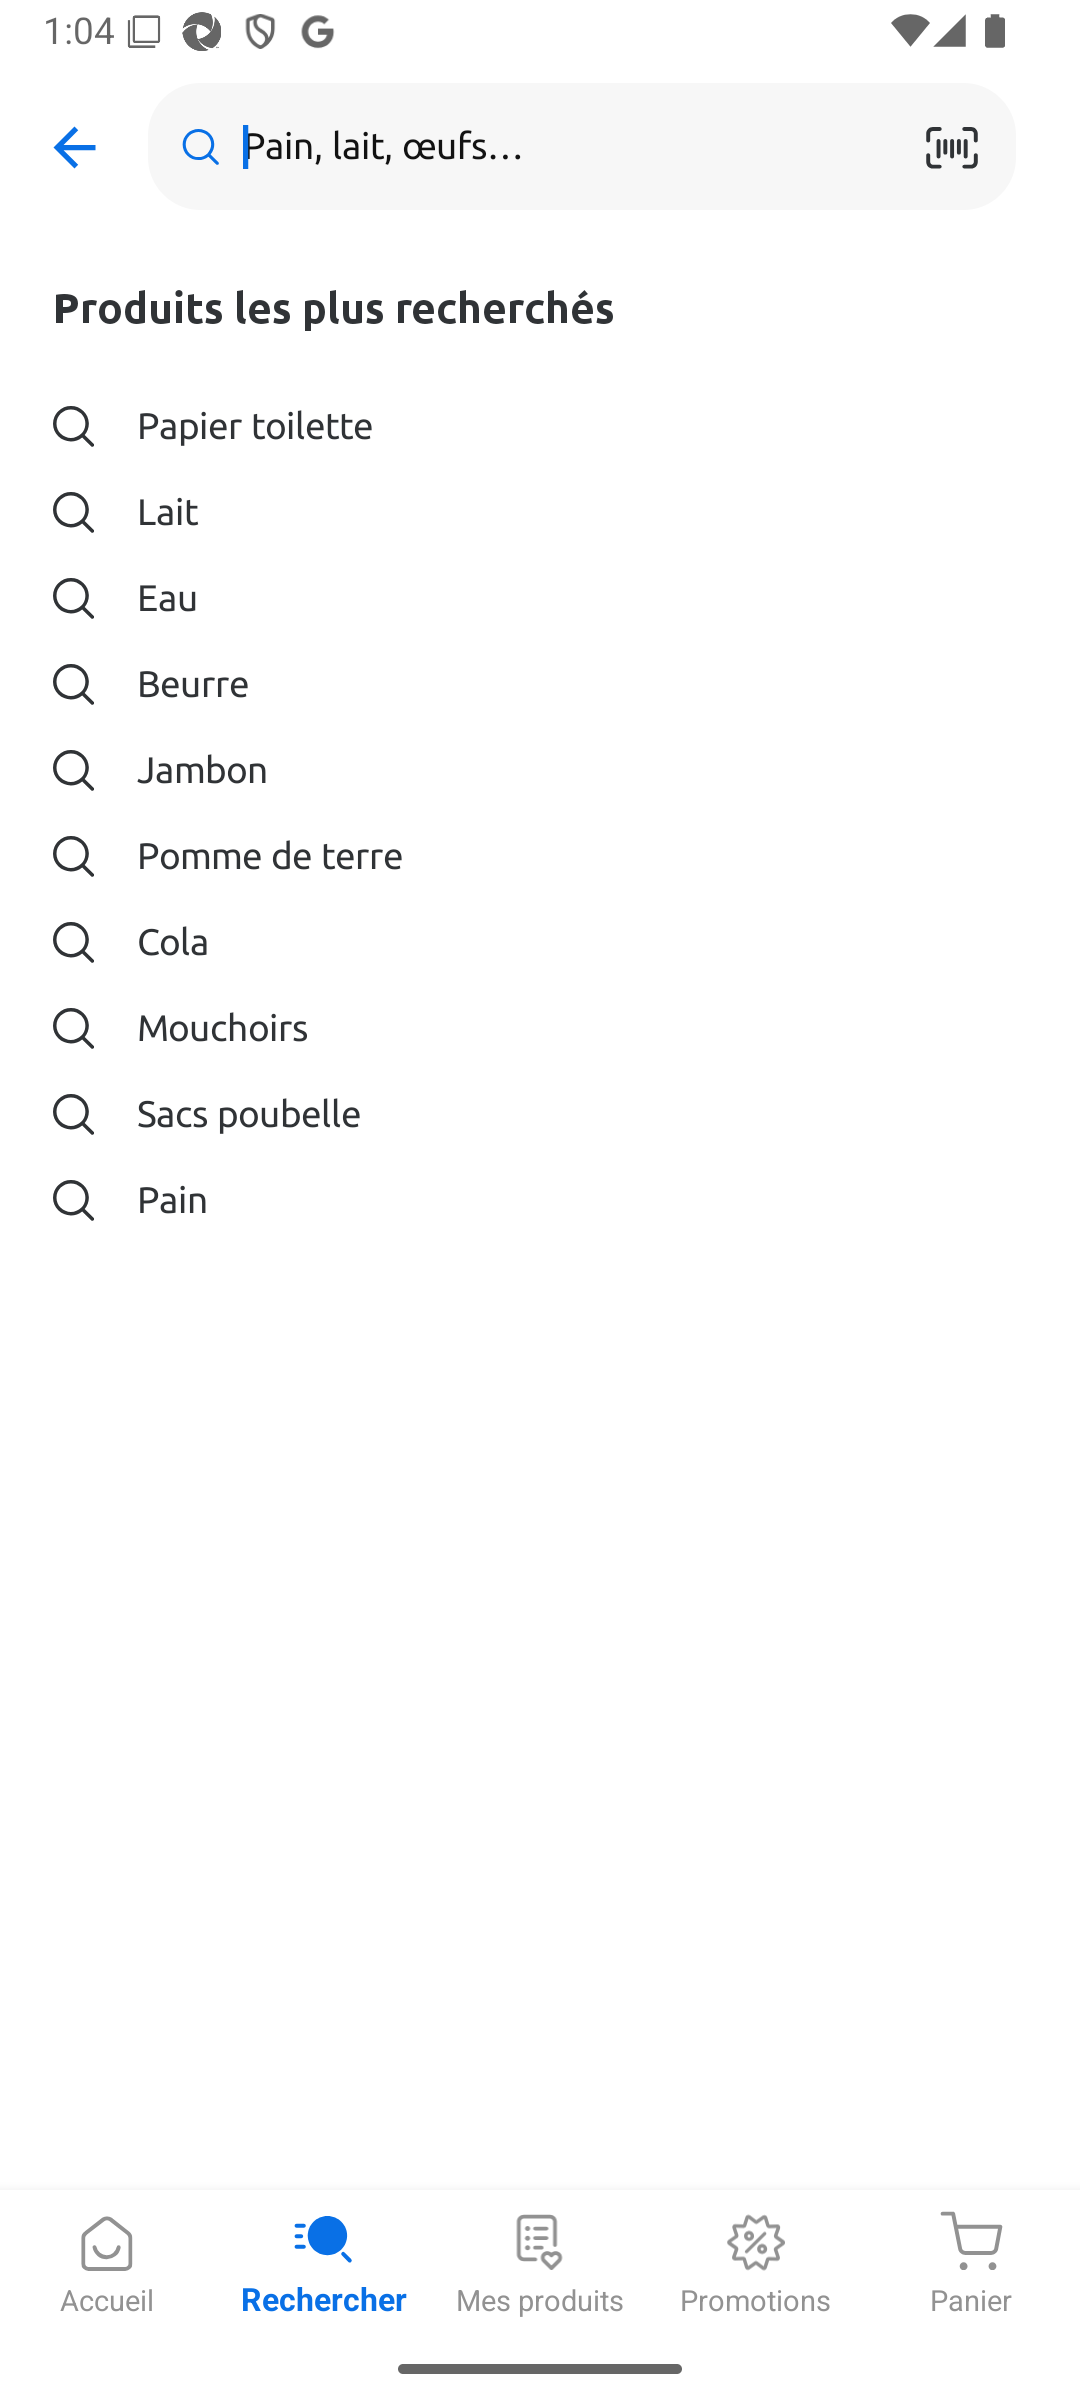 1:04
Pain, lait, œufs…
Produits les plus recherchés
Papier toilette
Lait
Eau
Beurre
Jambon
Pomme de terre
Cola
Mouchoirs
Sacs poubelle
Pain
Accueil
Rechercher
Mes produits
Promotions
Panier